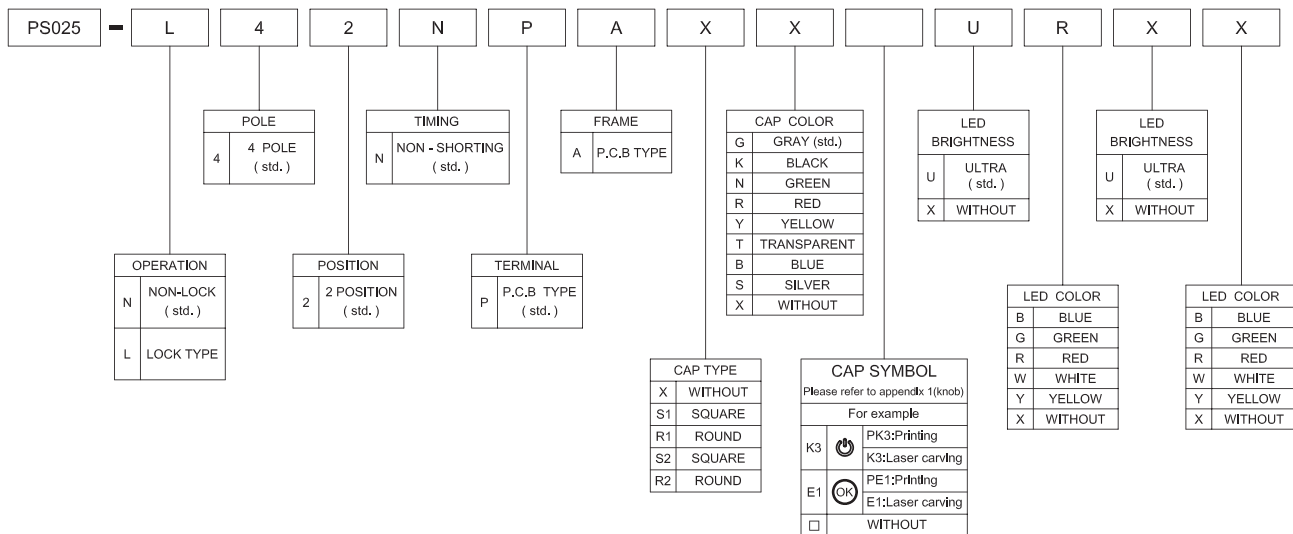 PS025 - L 4 2 N P A X X U R X X
POLE
4 4 POLE
( std. )
TIMING
N NON - SHORTING
( std. )
FRAME
A P.C.B TYPE
CAP COLOR
G GRAY (std.)
K BLACK
N GREEN
R RED
Y YELLOW
T TRANSPARENT
B BLUE
S SILVER
X WITHOUT
LED
BRIGHTNESS
U ULTRA
( std. )
X WITHOUT
LED
BRIGHTNESS
U ULTRA
( std. )
X WITHOUT
OPERATION
N NON-LOCK
( std. )
L LOCK TYPE
POSITION
2 2 POSITION
( std. )
TERMINAL
P P.C.B TYPE
( std. )
CAP TYPE
X WITHOUT
S1 SQUARE
R1 ROUND
S2 SQUARE
R2 ROUND
CAP SYMBOL
Please refer to appendix 1(knob)
For example
K3 PK3:Printing
K3:Laser carving
E1 OK PE1:Printing
E1:Laser carving
□ WITHOUT
LED COLOR
B BLUE
G GREEN
R RED
W WHITE
Y YELLOW
X WITHOUT
LED COLOR
B BLUE
G GREEN
R RED
W WHITE
Y YELLOW
X WITHOUT